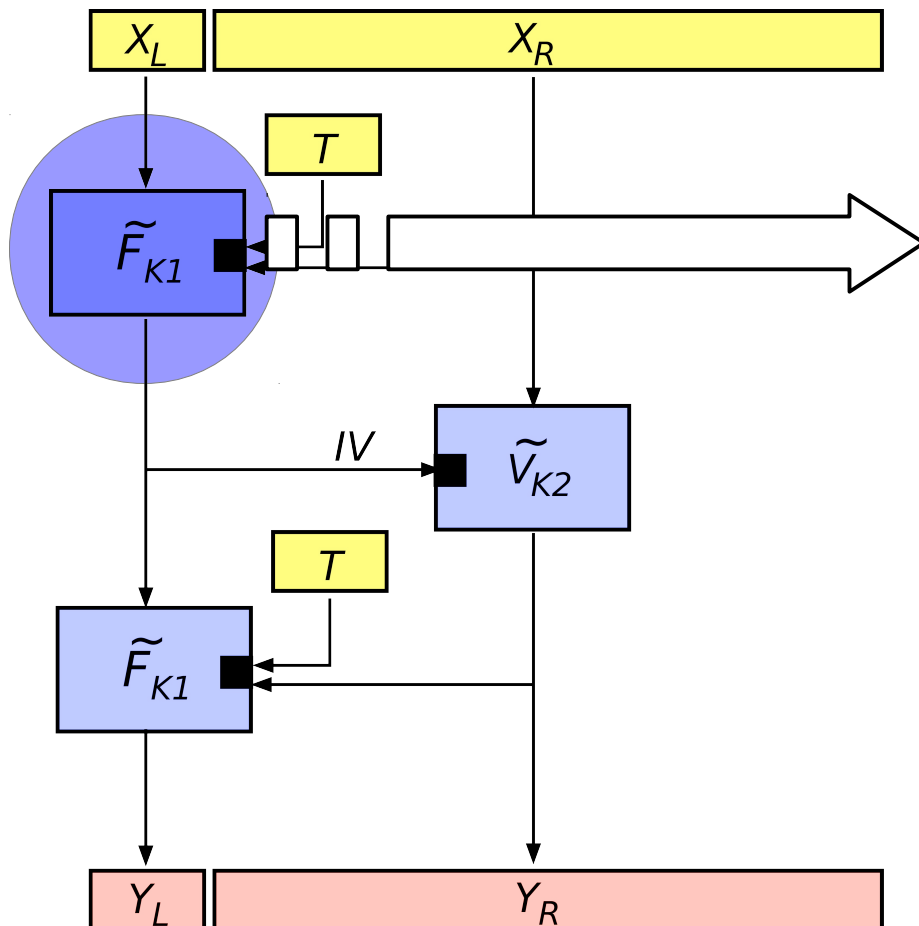 X_L X_R
T
F̃_K1
IV
Ṽ_K2
T
F̃_K1
Y_L Y_R